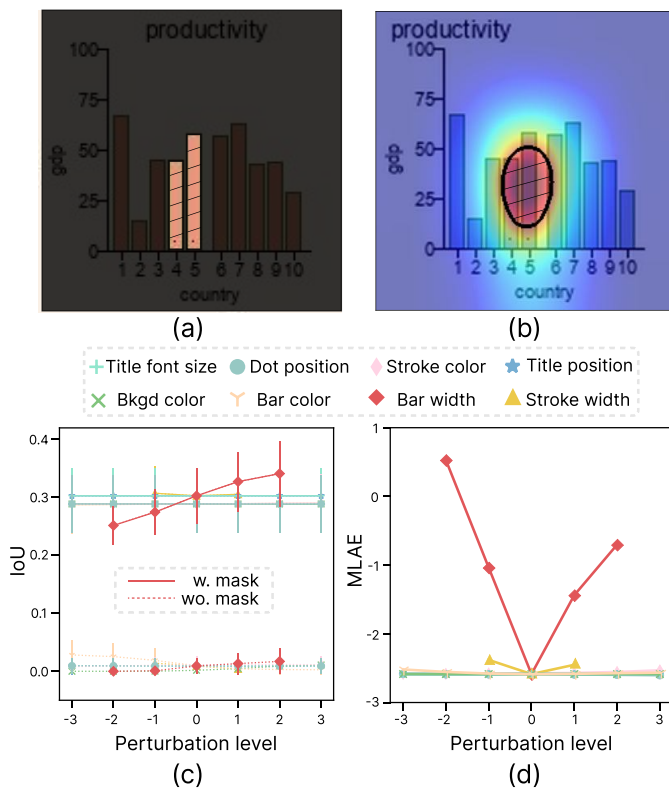 productivity
100
75
50
25
0
gdp
1 2 3 4 5 6 7 8 9 10
country
(a)
productivity
100
75
50
25
0
gdp
1 2 3 4 5 6 7 8 9 10
country
(b)
Title font size Dot position Stroke color Title position
Bkgd color Bar color Bar width Stroke width
0.4
0.3
0.2
0.1
0.0
IoU
w. mask
wo. mask
-3 -2 -1 0 1 2 3
Perturbation level
(c)
1
0
-1
-2
-3
MLAE
-3 -2 -1 0 1 2 3
Perturbation level
(d)